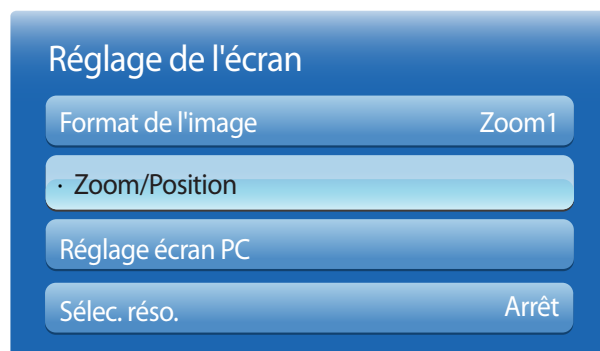 Réglage de l'écran
Format de l'image Zoom1
· Zoom/Position
Réglage écran PC
Sélec. réso. Arrêt